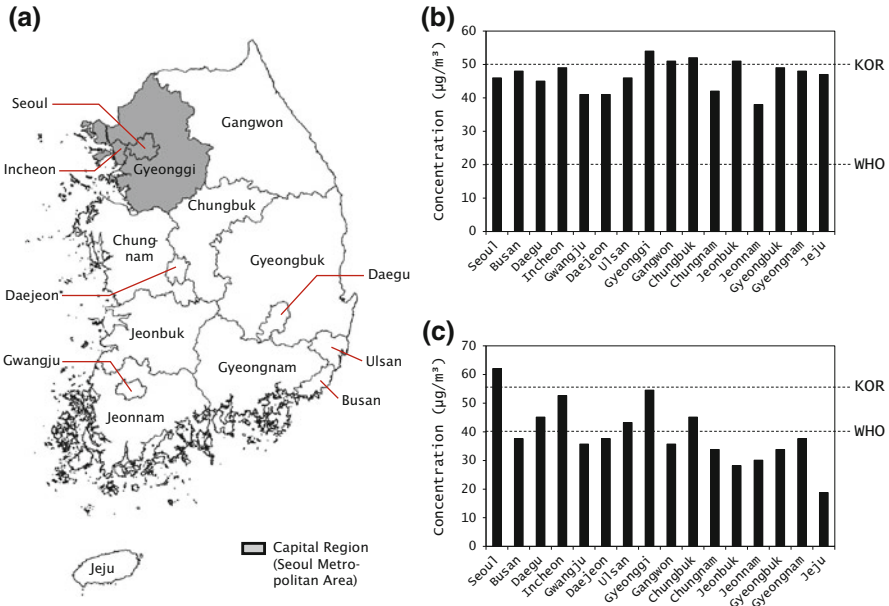 (a)
Seoul
Incheon
Gangwon
Gyeonggi
Chungbuk
Chung-
nam
Gyeongbuk
Daegu
Daejeon
Jeonbuk
Gwangju
Gyeongnam
Ulsan
Busan
Jeonnam
Jeju
Capital Region
(Seoul Metro-
politan Area)
(b)
Concentration (µg/m³)
60
50
40
30
20
10
0
KOR
WHO
Seoul
Busan
Daegu
Incheon
Gwangju
Daejeon
Ulsan
Gyeonggi
Gangwon
Chungbuk
Chungnam
Jeonbuk
Jeonnam
Gyeongbuk
Gyeongnam
Jeju
(c)
Concentration (µg/m³)
70
60
50
40
30
20
10
0
KOR
WHO
Seoul
Busan
Daegu
Incheon
Gwangju
Daejeon
Ulsan
Gyeonggi
Gangwon
Chungbuk
Chungnam
Jeonbuk
Jeonnam
Gyeongbuk
Gyeongnam
Jeju